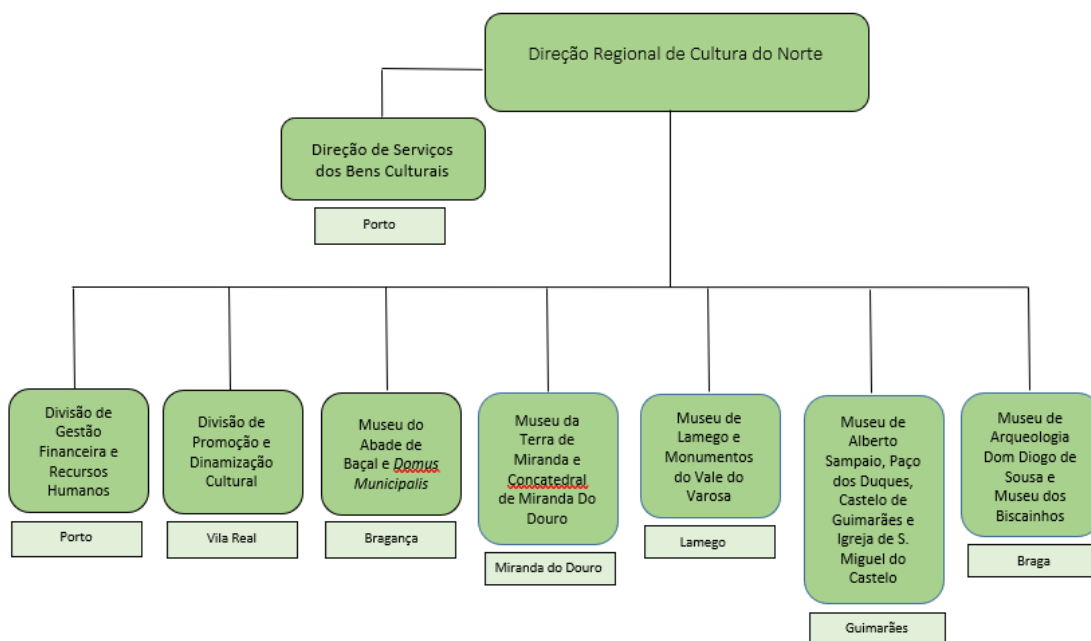 Direção Regional de Cultura do Norte
Direção de Serviços
dos Bens Culturais
Porto
Divisão de
Gestão
Financeira e
Recursos
Humanos
Porto
Divisão de
Promoção e
Dinamização
Cultural
Vila Real
Museu do
Abade de
Baçal e Domus
Municipalis
Bragança
Museu da
Terra de
Miranda e
Concatedral
de Miranda Do
Douro
Miranda do Douro
Museu de
Lamego e
Monumentos
do Vale do
Varosa
Lamego
Museu de
Alberto
Sampaio, Paço
dos Duques,
Castelo de
Guimarães e
Igreja de S.
Miguel do
Castelo
Guimarães
Museu de
Arqueologia
Dom Diogo de
Sousa e
Museu dos
Biscainhos
Braga